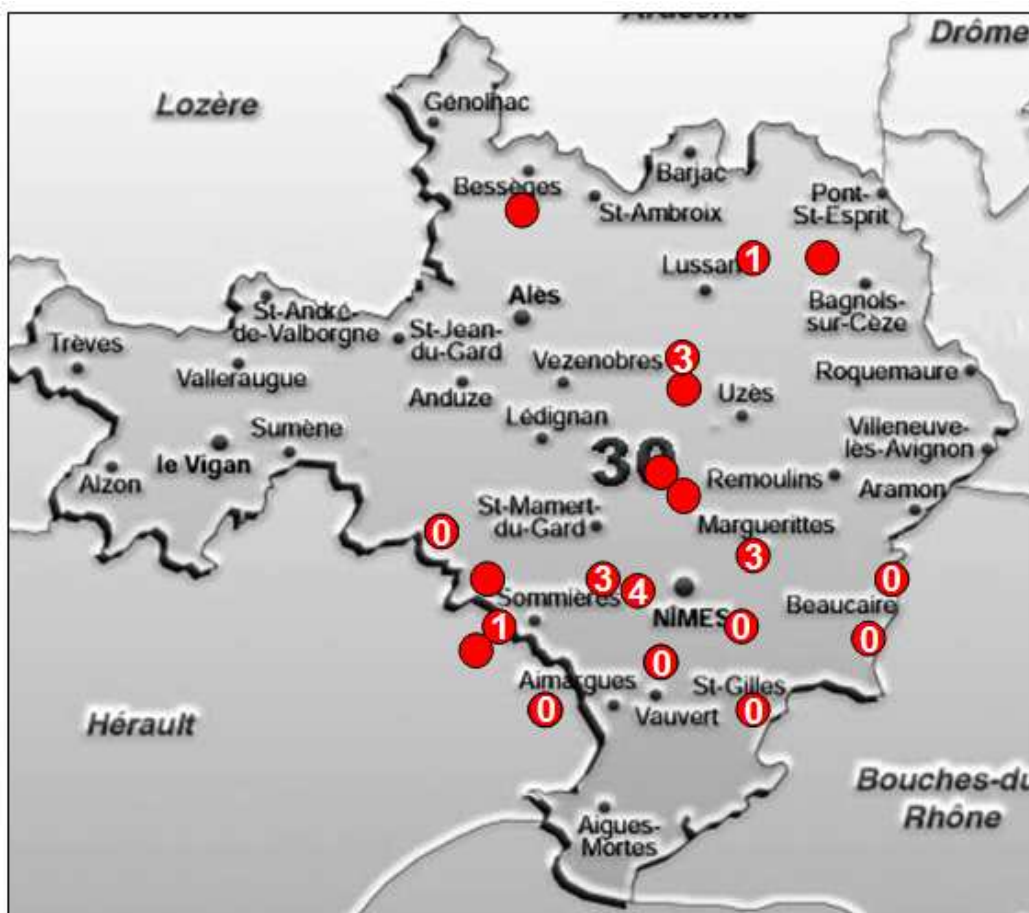 Ardèche
Drôme
Lozère
Génolhac
Barjac
Bessèges
St-Ambroix
Pont-
St-Esprit
Lussan
1
Bagnols-
sur-Cèze
Alès
St-André-
de-Valborgne
St-Jean-
du-Gard
Trèves
Valleraugue
Vezenobres
3
Roquemaure
Anduze
Uzès
Lédignan
Sumène
Villeneuve-
lès-Avignon
le Vigan
30
Alzon
Remoulins
Aramon
St-Mamert-
du-Gard
Marguerittes
0
3
3
4
0
Sommières
NÎMES
Beaucaire
1
0
0
0
Aimargues
St-Gilles
0
0
Vauvert
Hérault
Bouches-du
Rhône
Aigues-
Mortes